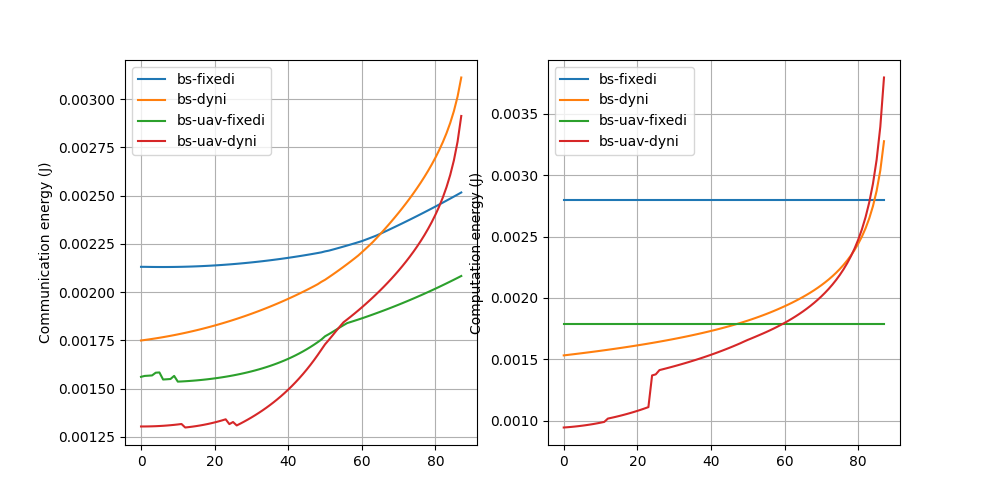 Communication energy (J)
0.00300
0.00275
0.00250
0.00225
0.00200
0.00175
0.00150
0.00125
0
20
40
60
80
bs-fixedi
bs-dyni
bs-uav-fixedi
bs-uav-dyni
Computation energy (J)
0.0035
0.0030
0.0025
0.0020
0.0015
0.0010
0
20
40
60
80
bs-fixedi
bs-dyni
bs-uav-fixedi
bs-uav-dyni